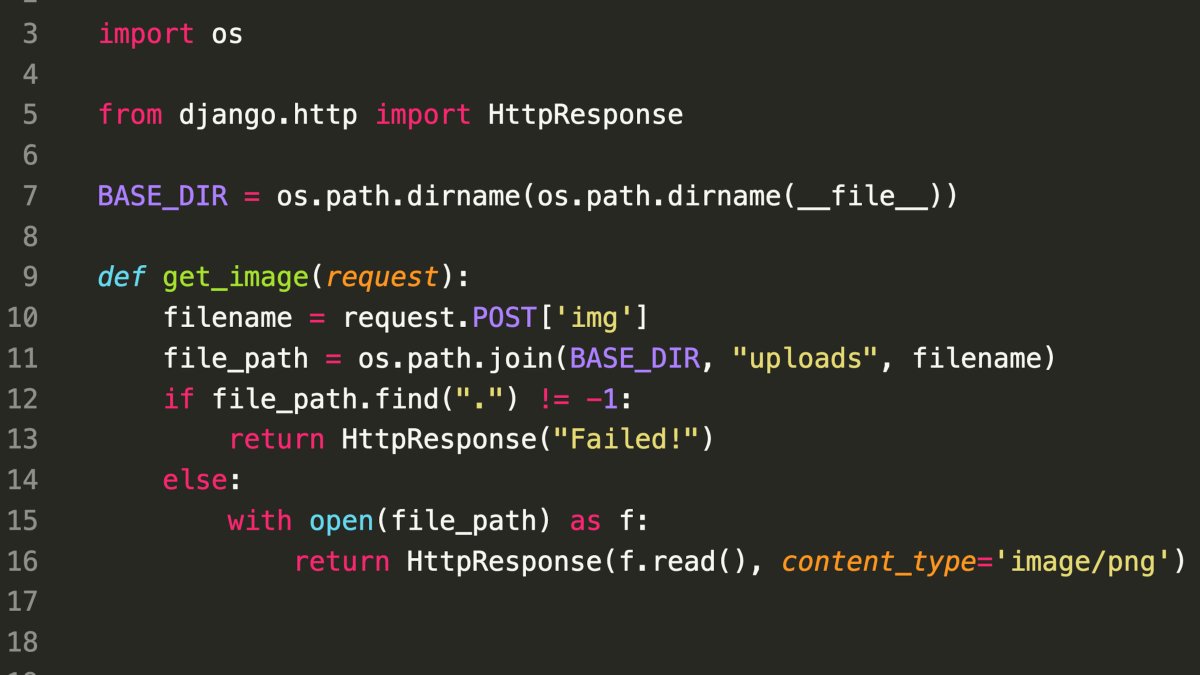 3 import os
4
5 from django.http import HttpResponse
6
7 BASE_DIR = os.path.dirname(os.path.dirname(__file__))
8
9 def get_image(request):
10     filename = request.POST['img']
11     file_path = os.path.join(BASE_DIR, "uploads", filename)
12     if file_path.find(".") != -1:
13         return HttpResponse("Failed!")
14     else:
15         with open(file_path) as f:
16             return HttpResponse(f.read(), content_type='image/png')
17
18